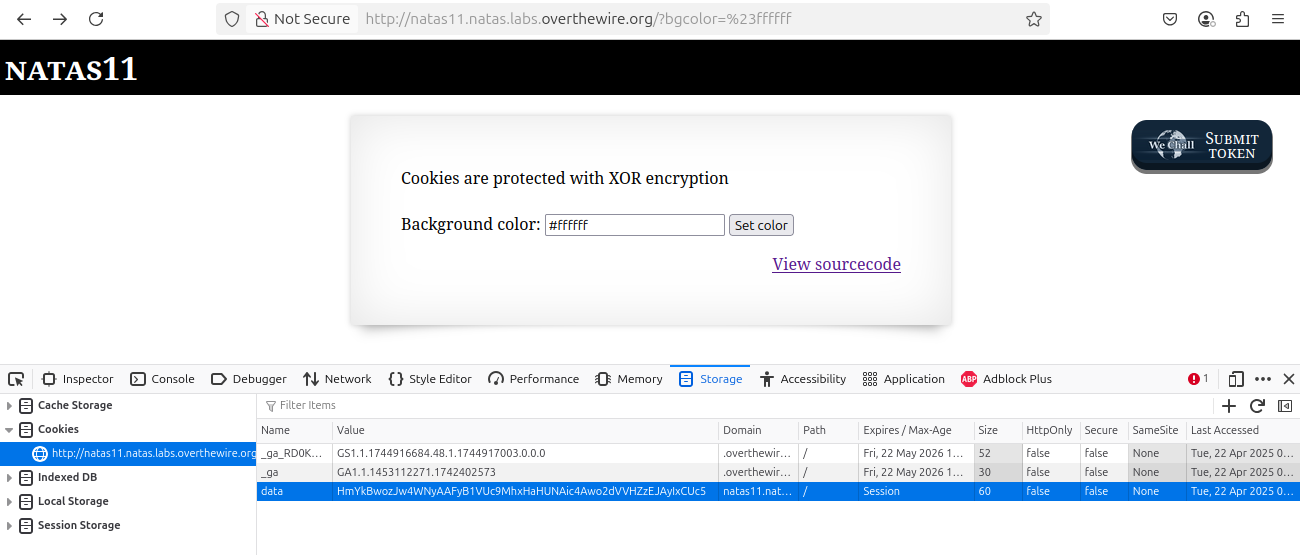 Not Secure http://natas11.natas.labs.overthewire.org/?bgcolor=%23ffffff
NATAS11
We Chall SUBMIT TOKEN
Cookies are protected with XOR encryption
Background color: #ffffff Set color
View sourcecode
Inspector Console Debugger Network Style Editor Performance Memory Storage Accessibility Application ABP Adblock Plus 1
Cache Storage
Cookies
http://natas11.natas.labs.overthewire.org
Indexed DB
Local Storage
Session Storage
Filter Items
Name Value Domain Path Expires / Max-Age Size HttpOnly Secure SameSite Last Accessed
_ga_RD0K... GS1.1.1744916684.48.1.1744917003.0.0.0 .overthewir... / Fri, 22 May 2026 1... 52 false false None Tue, 22 Apr 2025 0...
_ga GA1.1.1453112271.1742402573 .overthewir... / Fri, 22 May 2026 1... 30 false false None Tue, 22 Apr 2025 0...
data HmYkBwozJw4WNyAAFyB1VUc9MhxHaHUNAic4Awo2dVVHZzEJAyIxCUc5 natas11.nat... / Session 60 false false None Tue, 22 Apr 2025 0...